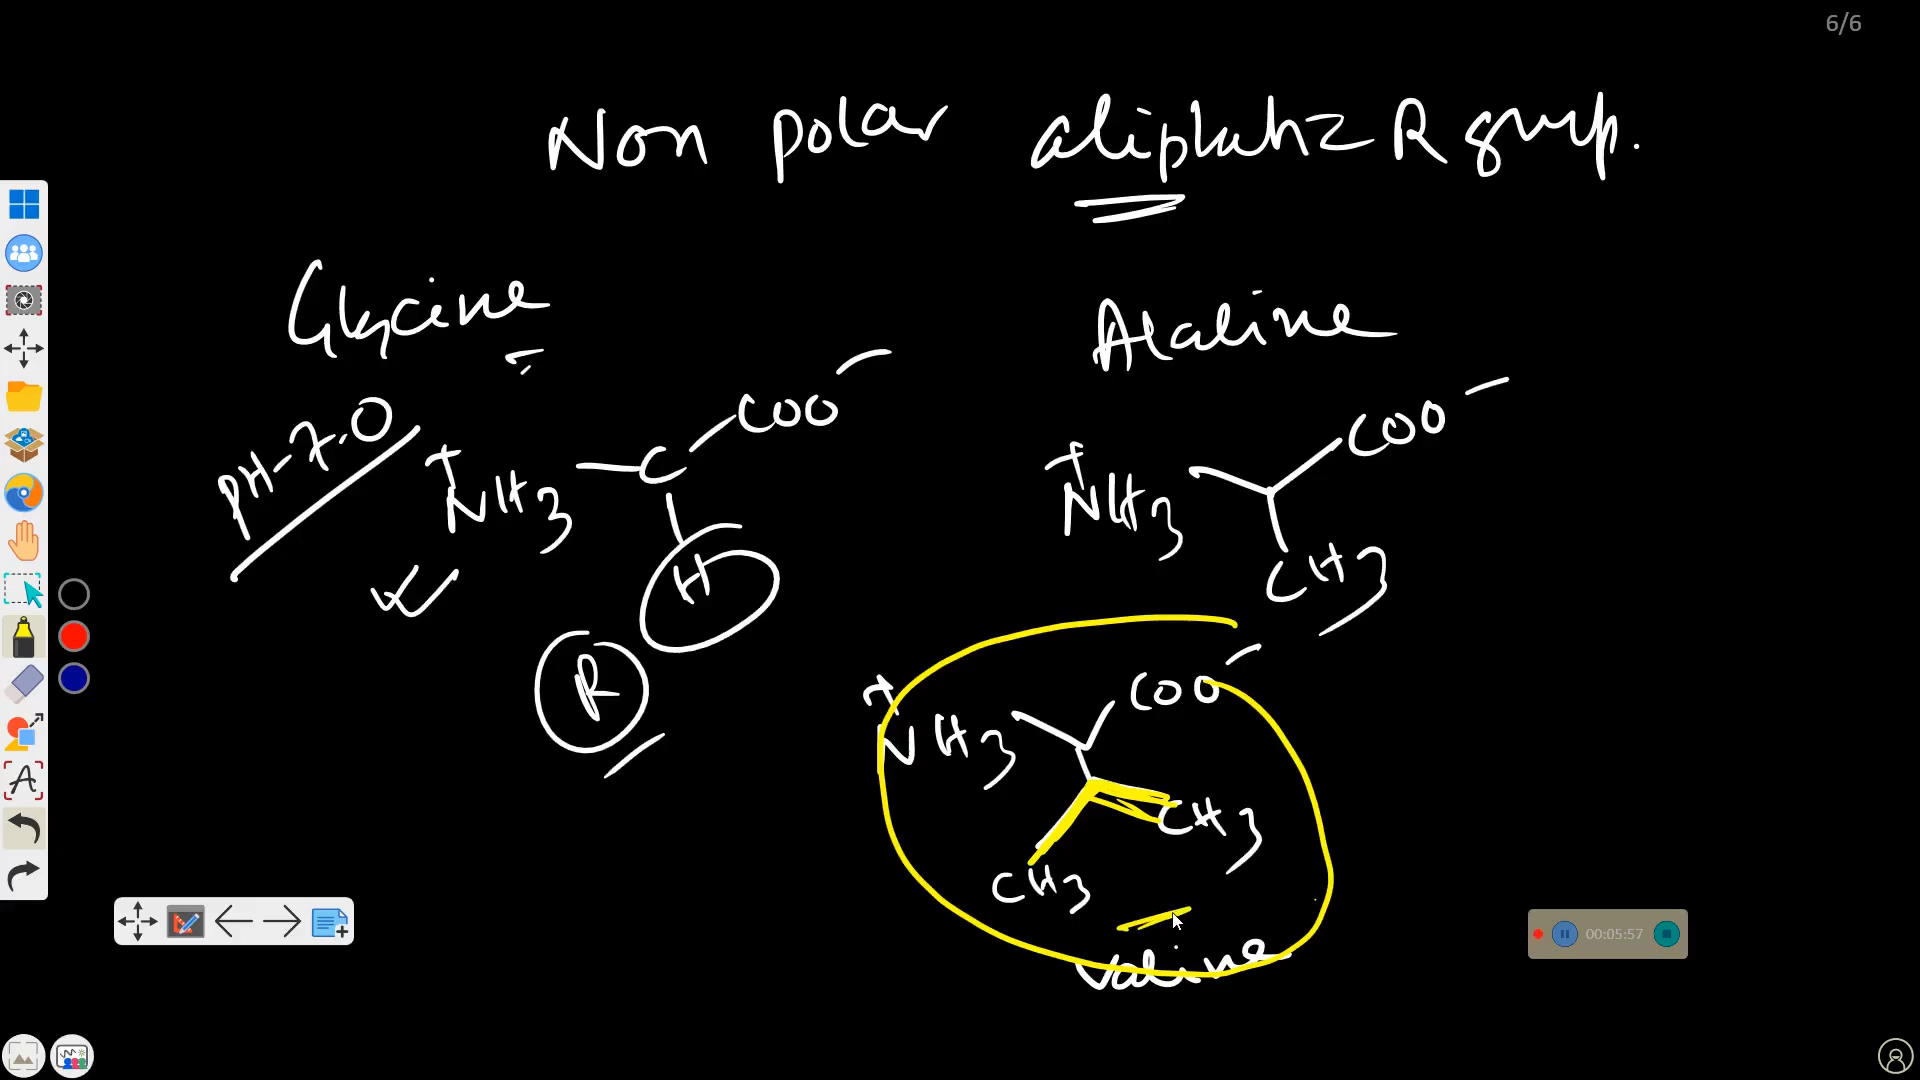 6/6
Non polar aliphatic R group.
Glycine
Alaline
PH-7.0
+
NH3
C
COO-
H
R
+
NH3
COO-
CH3
+
NH3
COO-
CH3
CH3
Valine
00:05:57